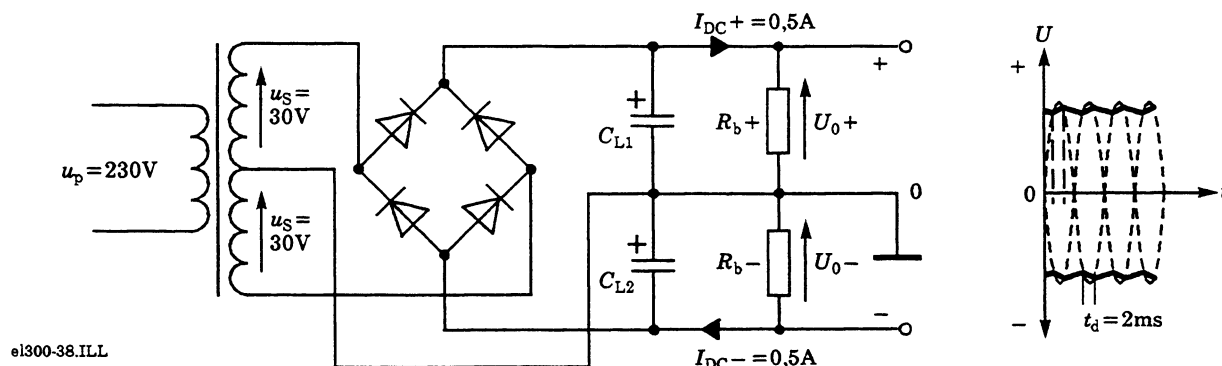 I_DC+ = 0,5A
U
+
+
u_S =
30V
+
C_L1
R_b+
U_0+
u_p = 230V
0
0
t
u_S =
30V
+
C_L2
R_b−
U_0−
−
−
t_d = 2ms
I_DC− = 0,5A
el300-38.ILL